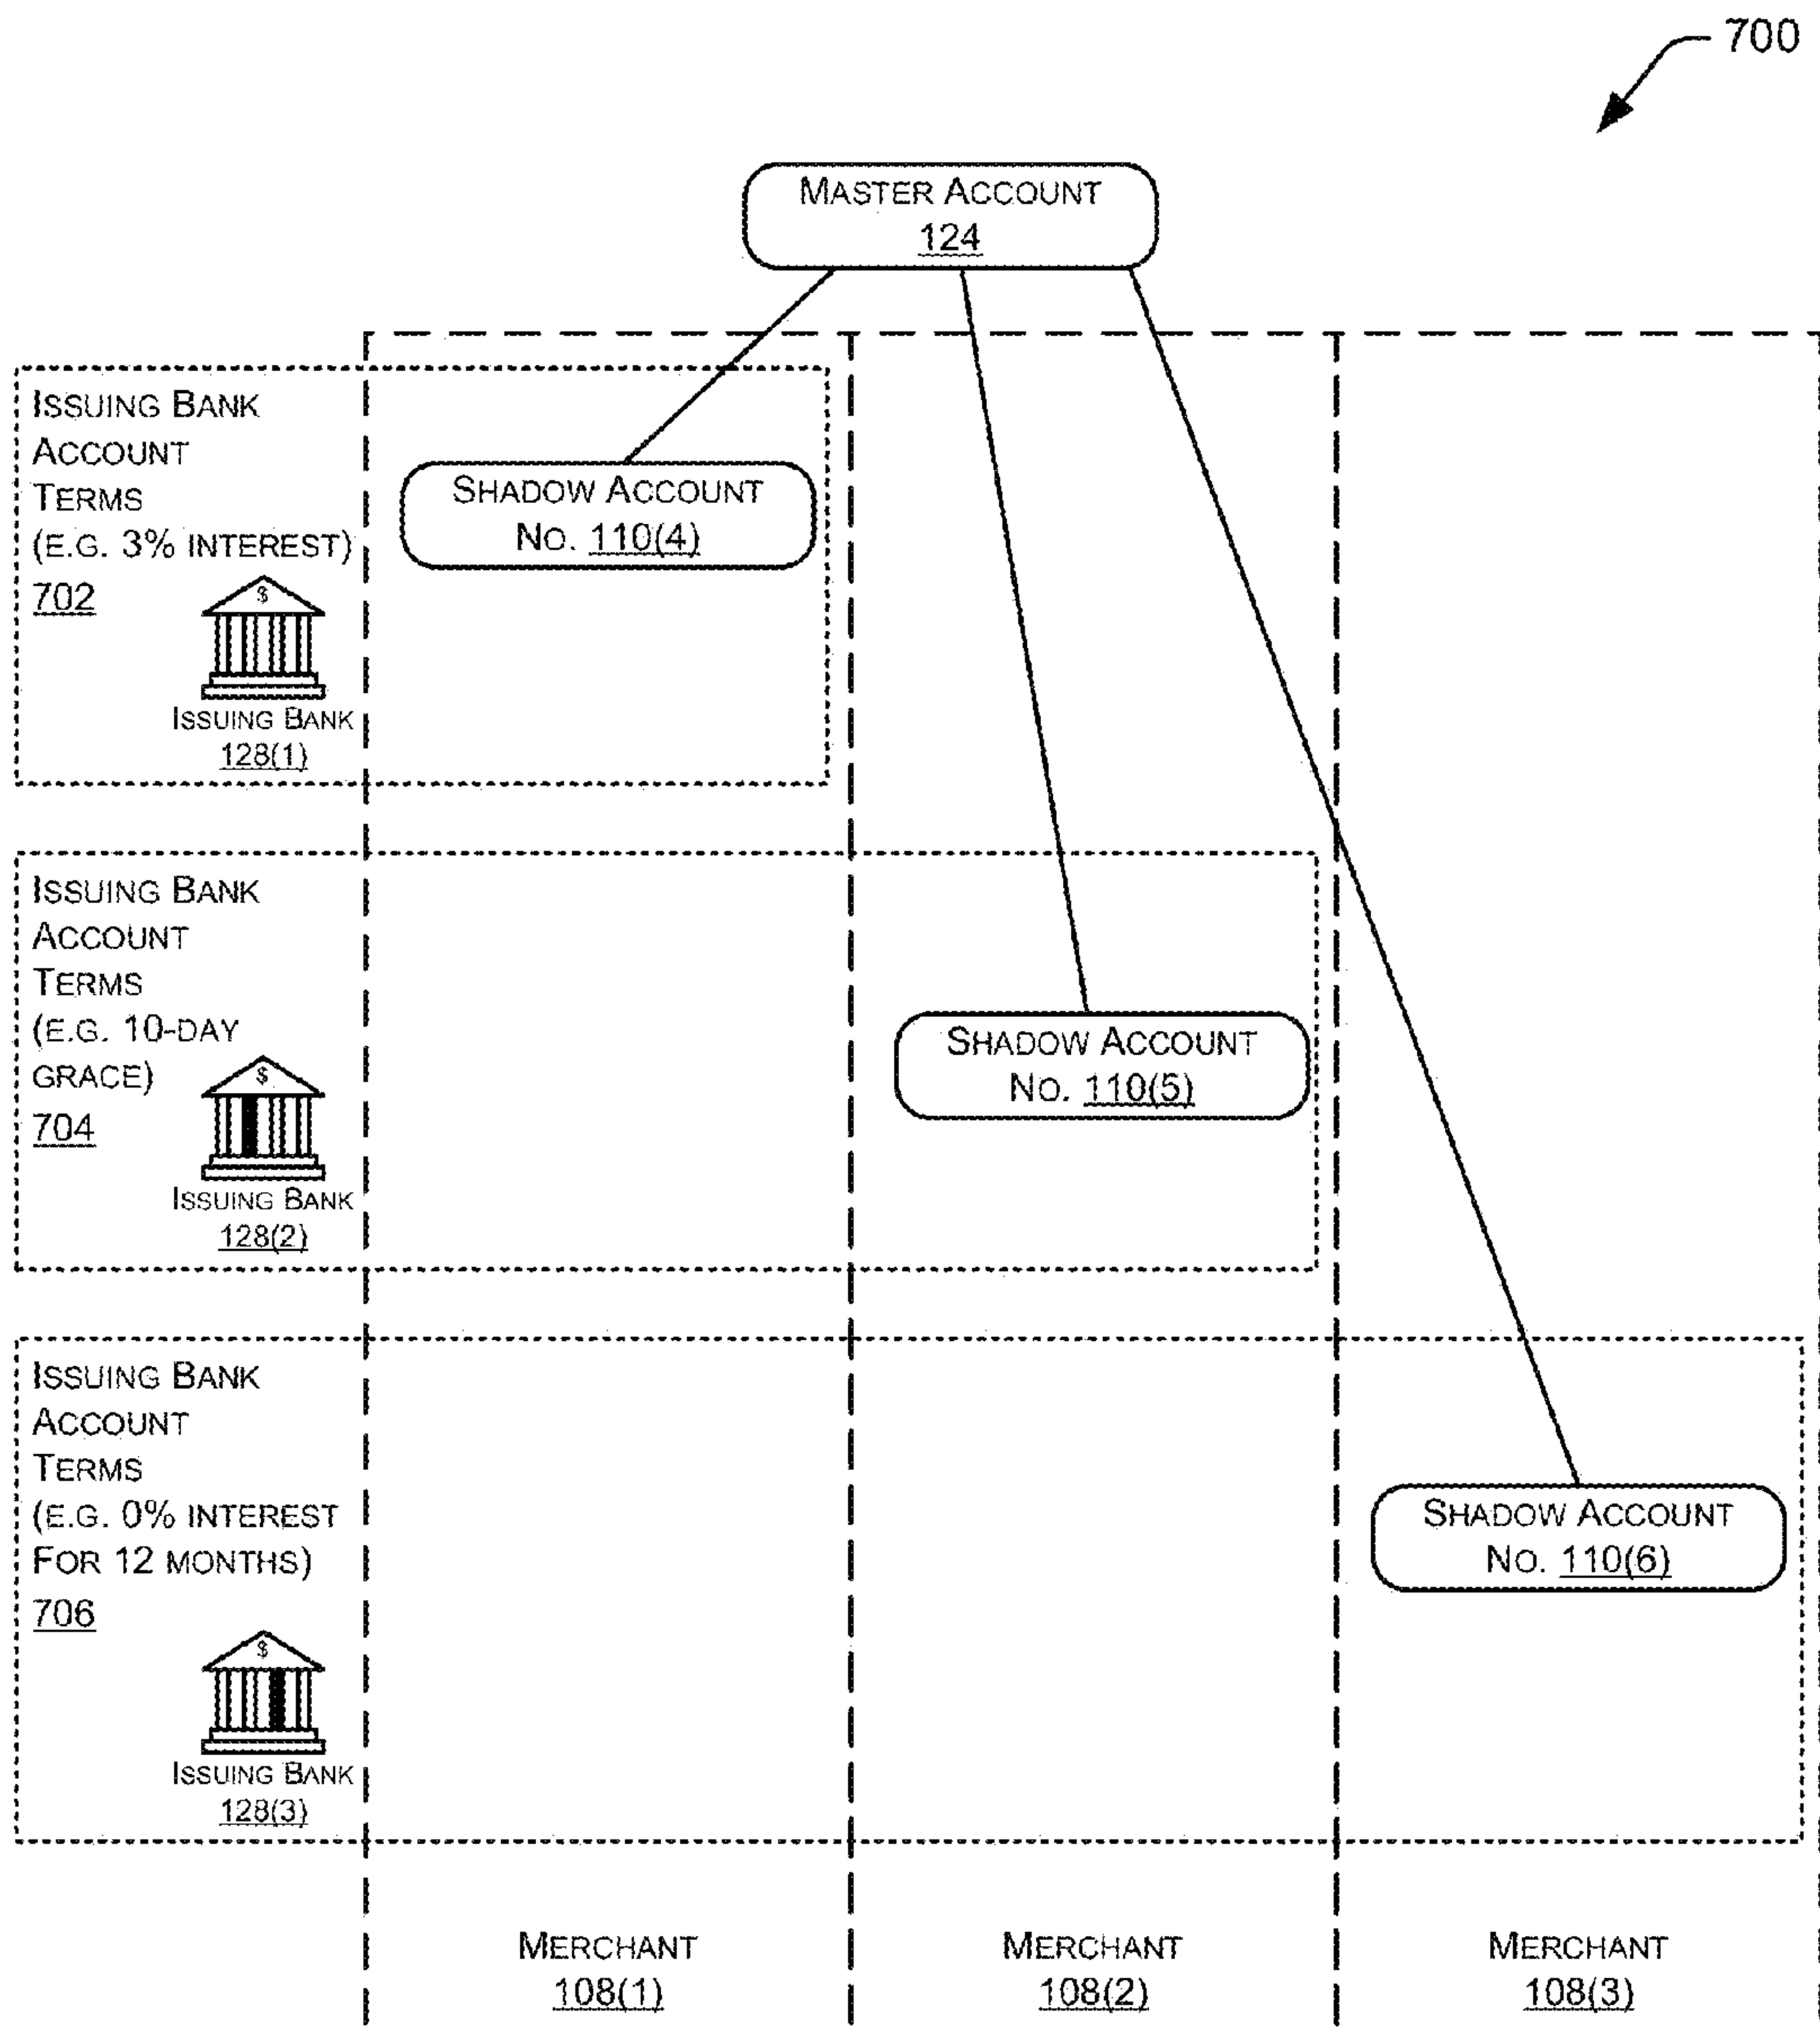 700
MASTER ACCOUNT
124
ISSUING BANK
ACCOUNT
TERMS
(E.G. 3% INTEREST)
702
$
ISSUING BANK
128(1)
SHADOW ACCOUNT
NO. 110(4)
ISSUING BANK
ACCOUNT
TERMS
(E.G. 10-DAY
GRACE)
704
$
ISSUING BANK
128(2)
SHADOW ACCOUNT
NO. 110(5)
ISSUING BANK
ACCOUNT
TERMS
(E.G. 0% INTEREST
FOR 12 MONTHS)
706
$
ISSUING BANK
128(3)
SHADOW ACCOUNT
NO. 110(6)
MERCHANT
108(1)
MERCHANT
108(2)
MERCHANT
108(3)